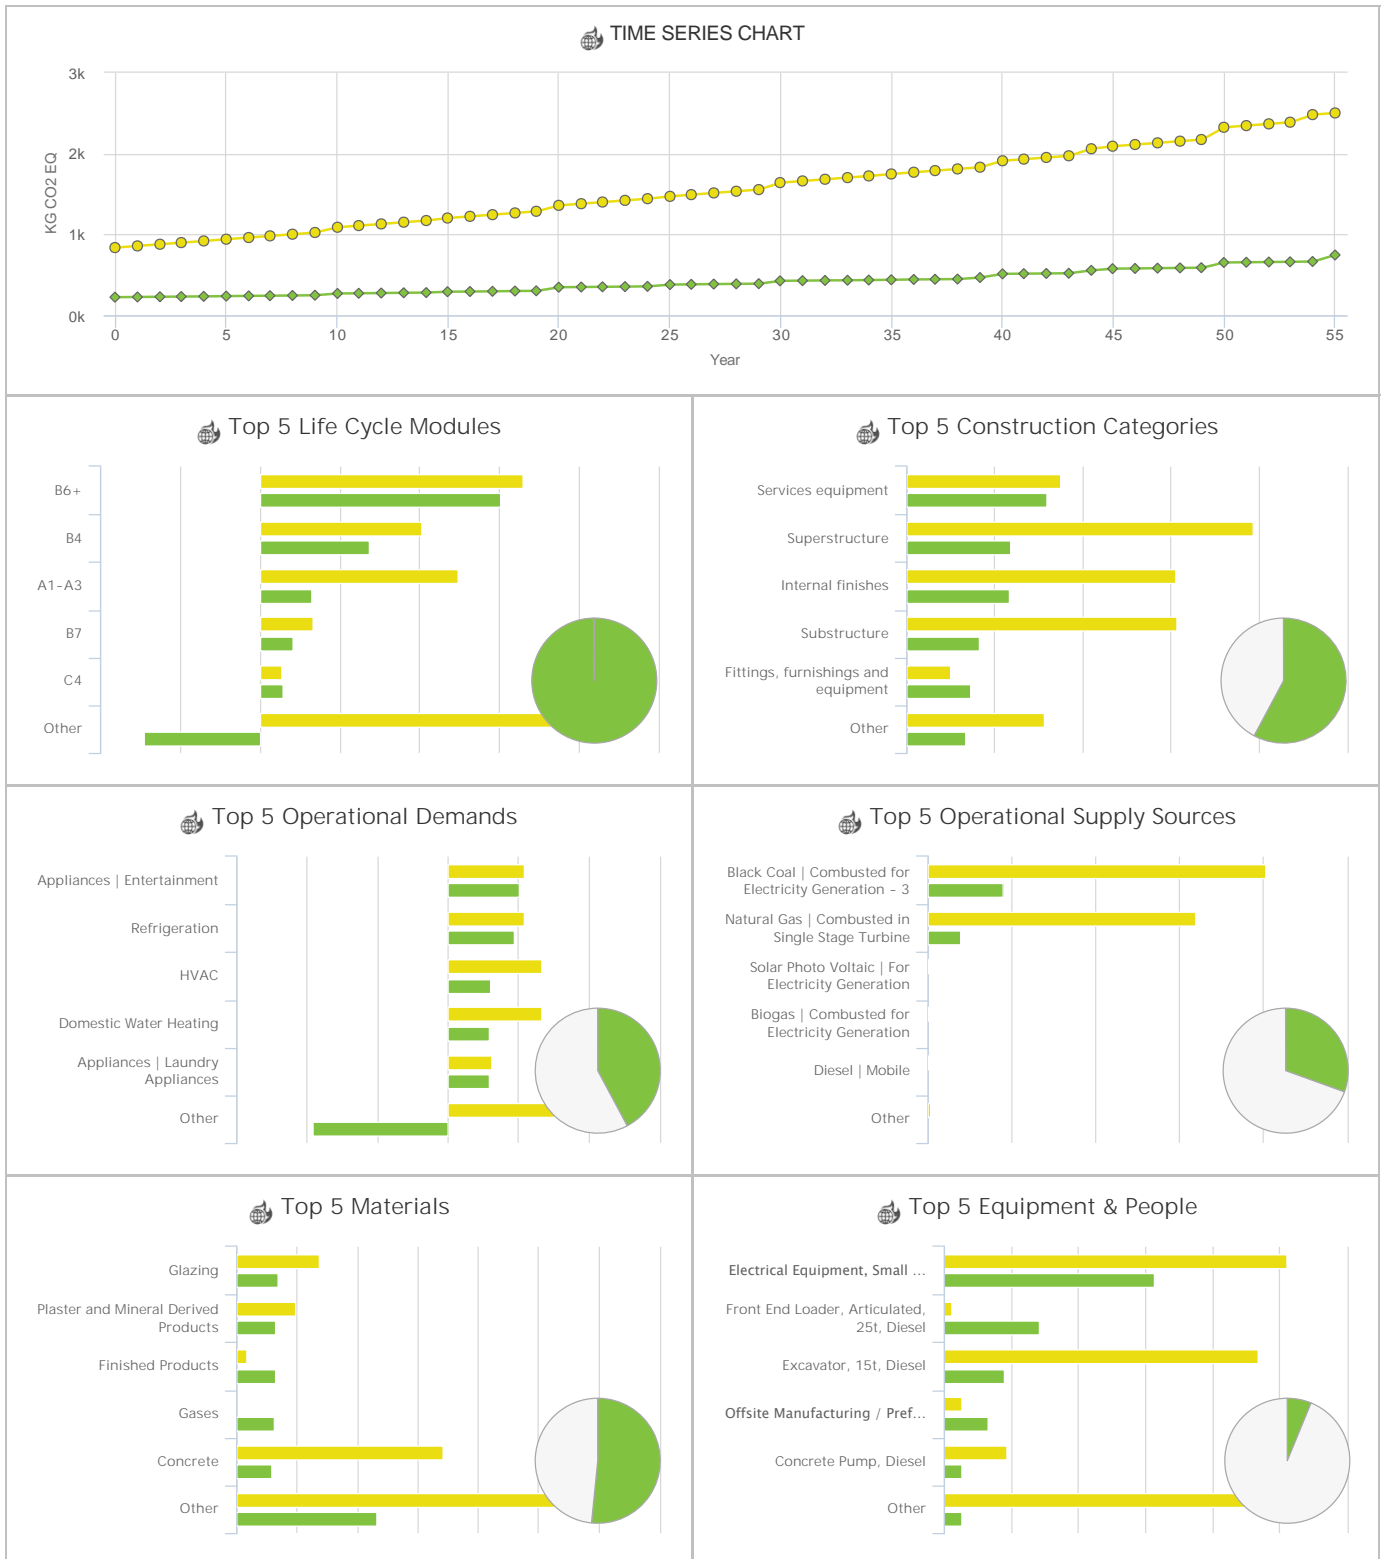 TIME SERIES CHART
3k
2k
1k
0k
KG CO2 EQ
0 5 10 15 20 25 30 35 40 45 50 55
Year
Top 5 Life Cycle Modules
B6+
B4
A1-A3
B7
C4
Other
Top 5 Construction Categories
Services equipment
Superstructure
Internal finishes
Substructure
Fittings, furnishings and
equipment
Other
Top 5 Operational Demands
Appliances | Entertainment
Refrigeration
HVAC
Domestic Water Heating
Appliances | Laundry
Appliances
Other
Top 5 Operational Supply Sources
Black Coal | Combusted for
Electricity Generation - 3
Natural Gas | Combusted in
Single Stage Turbine
Solar Photo Voltaic | For
Electricity Generation
Biogas | Combusted for
Electricity Generation
Diesel | Mobile
Other
Top 5 Materials
Glazing
Plaster and Mineral Derived
Products
Finished Products
Gases
Concrete
Other
Top 5 Equipment & People
Electrical Equipment, Small ...
Front End Loader, Articulated,
25t, Diesel
Excavator, 15t, Diesel
Offsite Manufacturing / Pref...
Concrete Pump, Diesel
Other